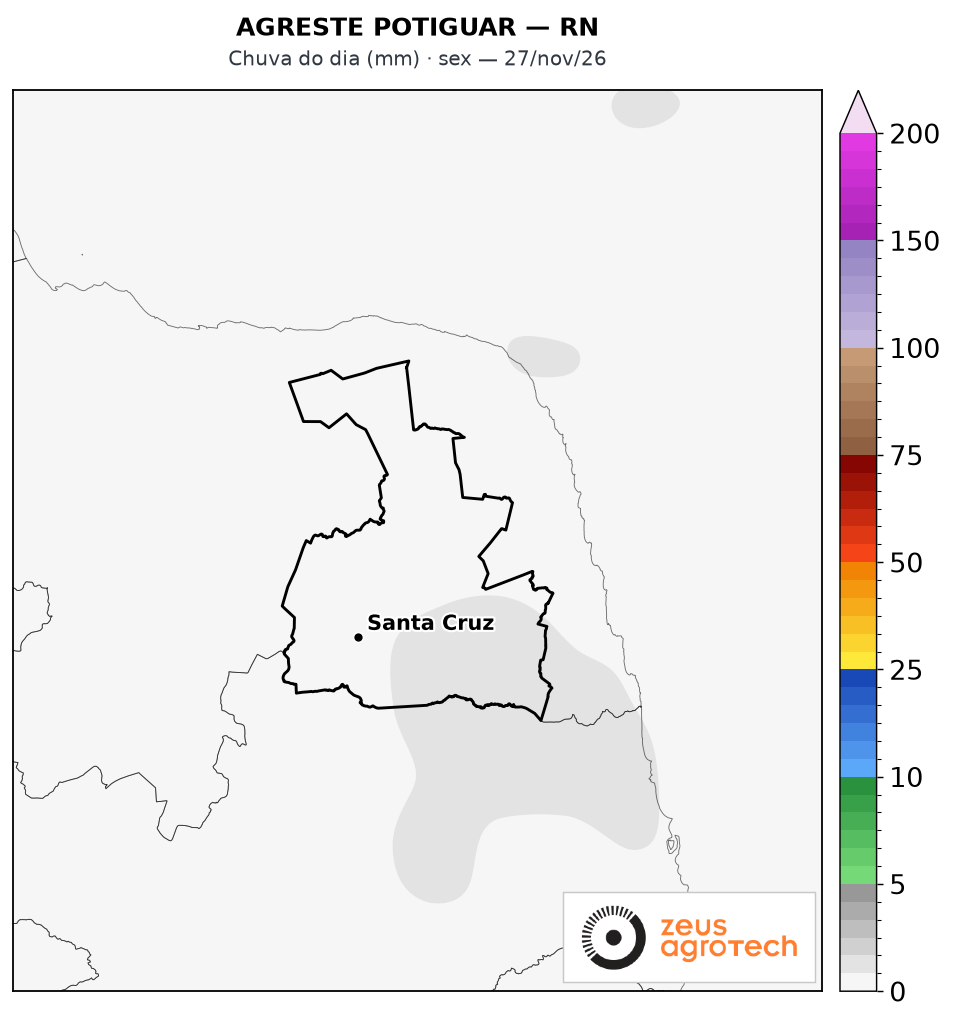 AGRESTE POTIGUAR — RN
Chuva do dia (mm) · sex — 27/nov/26
200
150
100
75
50
25
10
5
0
Santa Cruz
zeus
agrotech